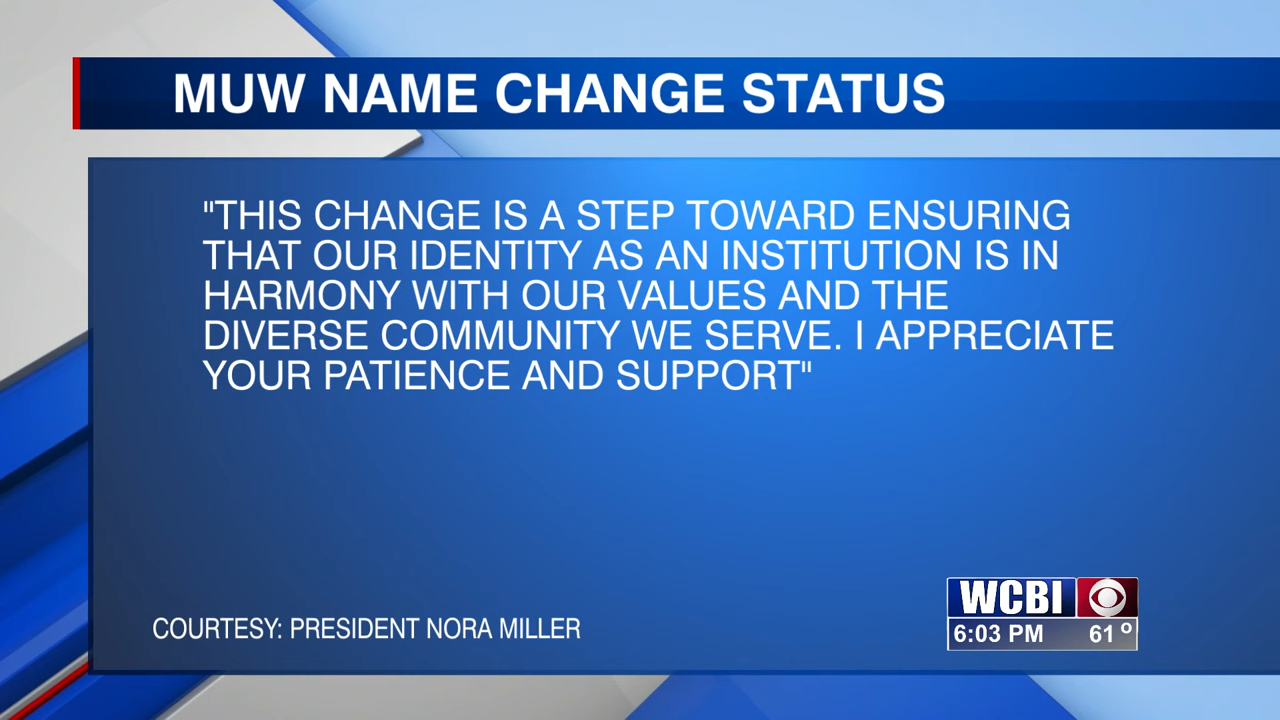 MUW NAME CHANGE STATUS
"THIS CHANGE IS A STEP TOWARD ENSURING
THAT OUR IDENTITY AS AN INSTITUTION IS IN
HARMONY WITH OUR VALUES AND THE
DIVERSE COMMUNITY WE SERVE. I APPRECIATE
YOUR PATIENCE AND SUPPORT"
COURTESY: PRESIDENT NORA MILLER
WCBI
6:03 PM 61º